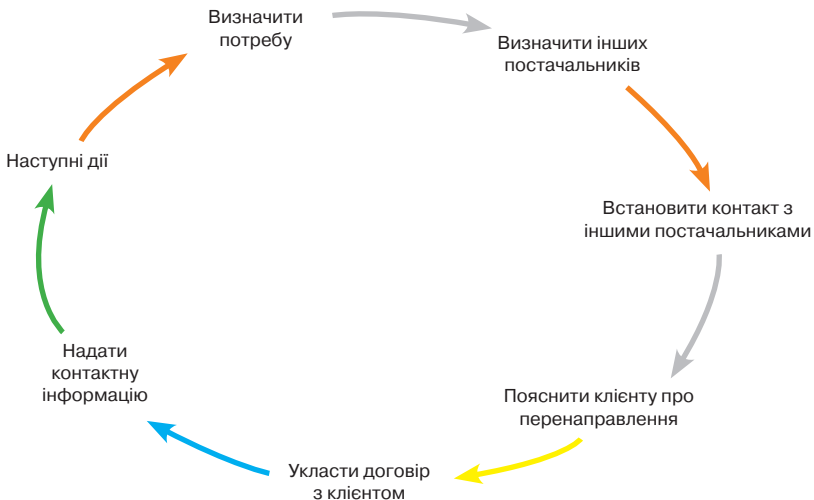 Визначити
потребу
Визначити інших
постачальників
Встановити контакт з
іншими постачальниками
Пояснити клієнту про
перенаправлення
Укласти договір
з клієнтом
Надати
контактну
інформацію
Наступні дії